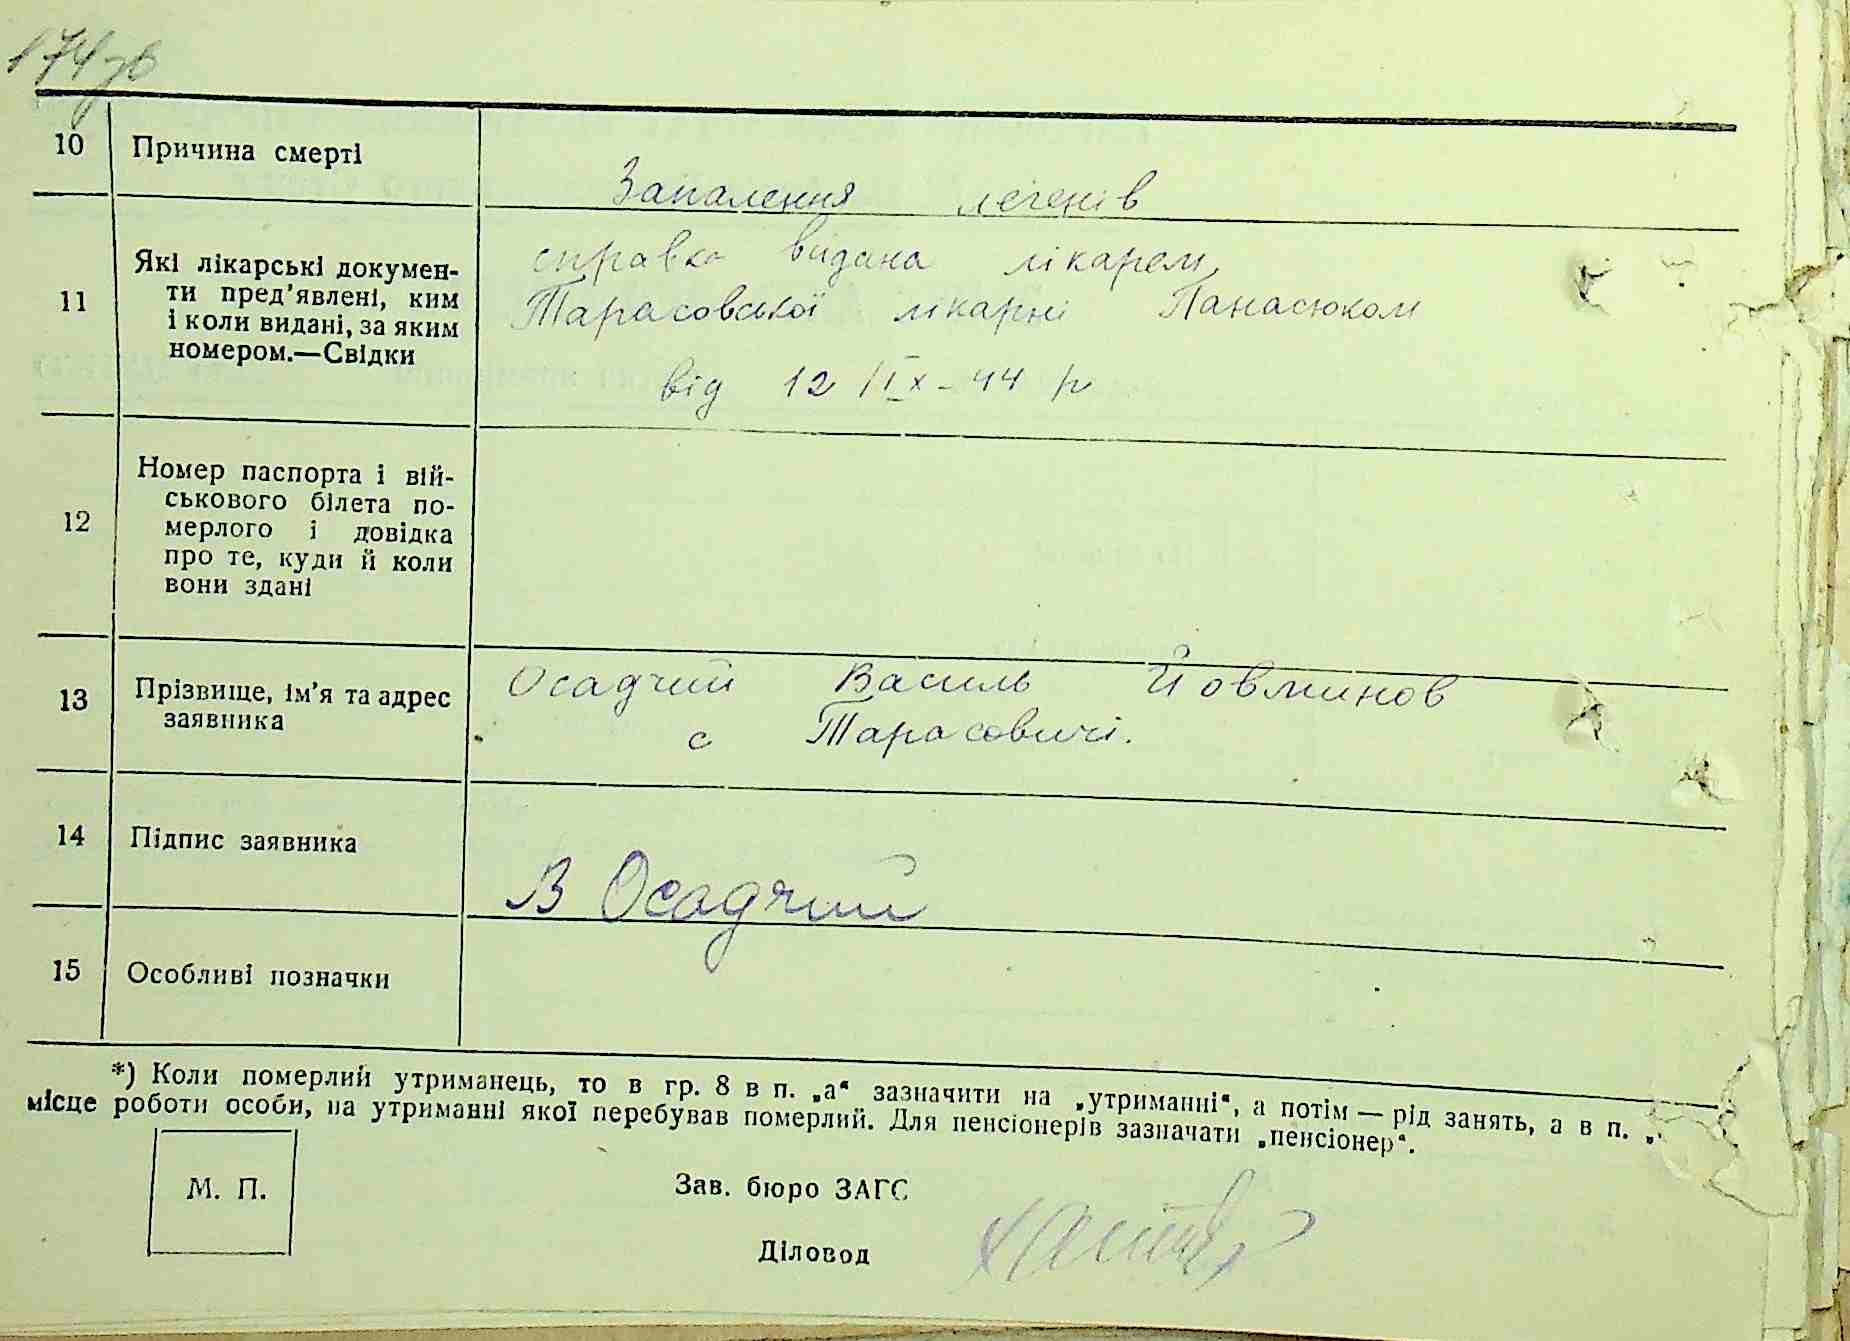 174зв
10 Причина смерті
Запалення легенів
11 Які лікарські докумен-
ти пред'явлені, ким
і коли видані, за яким
номером.—Свідки
справка видана лікарем
Тарасовської лікарні Панасюком
від 12/IX-44 р
12 Номер паспорта і вій-
ськового білета по-
мерлого і довідка
про те, куди й коли
вони здані
13 Прізвище, ім'я та адрес
заявника
Осадчий Василь Йовминов
с Тарасовичі.
14 Підпис заявника
В Осадчий
15 Особливі позначки
*) Коли померлий утриманець, то в гр. 8 в п. „а“ зазначити на „утриманні“, а потім — рід занять, а в п. „
місце роботи особи, на утриманні якої перебував померлий. Для пенсіонерів зазначати „пенсіонер“.
М. П.
Зав. бюро ЗАГС
Діловод